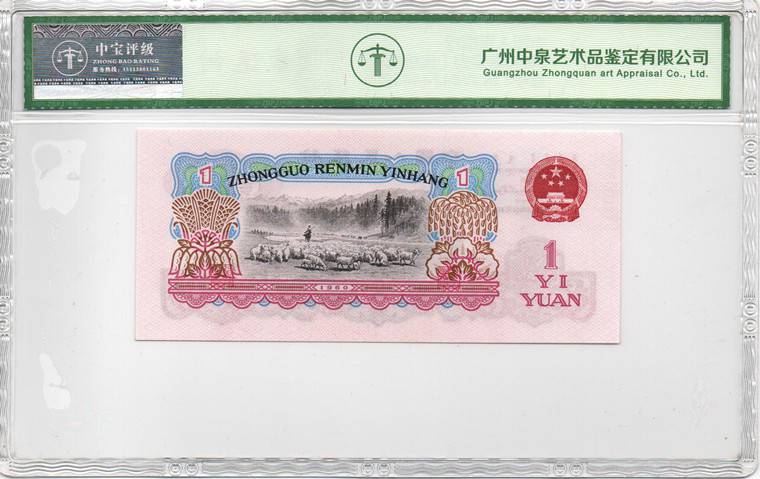 中宝评级
ZHONG BAO RATING
广州中泉艺术品鉴定有限公司
Guangzhou Zhongquan art Appraisal Co., Ltd.
ZHONGGUO RENMIN YINHANG
1
1
1960
1
YI
YUAN